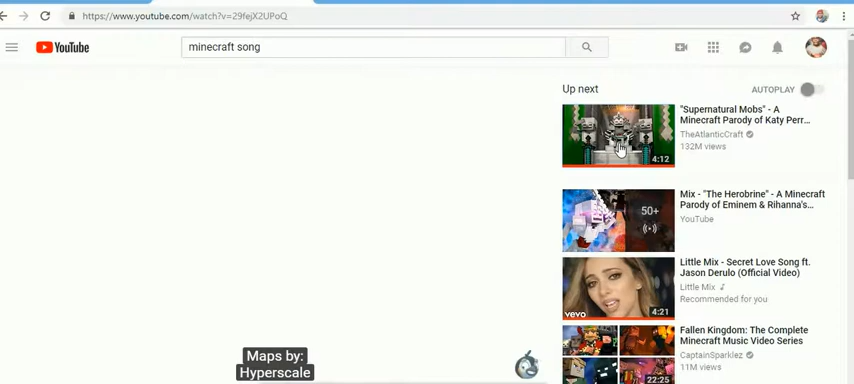 https://www.youtube.com/watch?v=29fejX2UPoQ
YouTube
minecraft song
Up next
AUTOPLAY
"Supernatural Mobs" - A
Minecraft Parody of Katy Perr...
TheAtlanticCraft
132M views
4:12
Mix - "The Herobrine" - A Minecraft
Parody of Eminem & Rihanna's...
YouTube
50+
Little Mix - Secret Love Song ft.
Jason Derulo (Official Video)
Little Mix
Recommended for you
vevo
4:21
Fallen Kingdom: The Complete
Minecraft Music Video Series
CaptainSparklez
11M views
22:25
Maps by:
Hyperscale